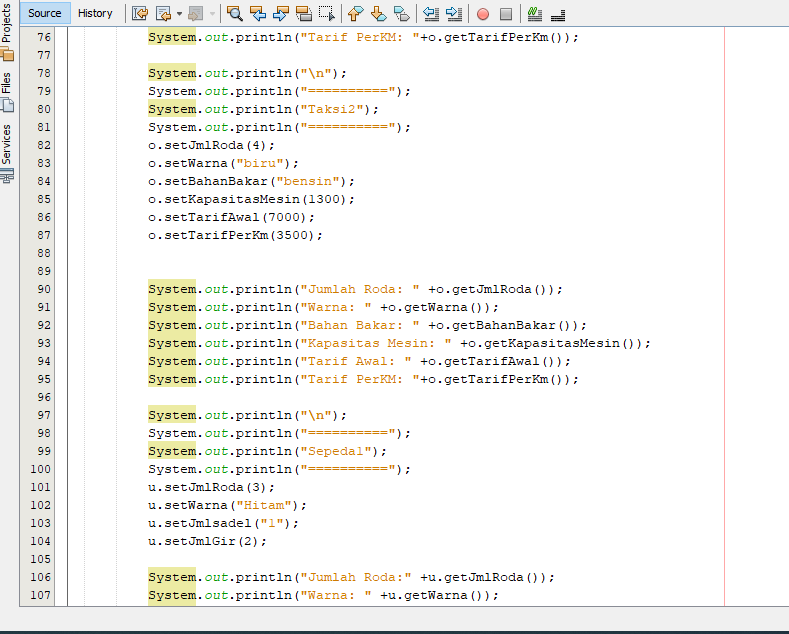 Source History
Projects
Files
Services
76 System.out.println("Tarif PerKM: "+o.getTarifPerKm());
77
78 System.out.println("\n");
79 System.out.println("==========");
80 System.out.println("Taksi2");
81 System.out.println("==========");
82 o.setJmlRoda(4);
83 o.setWarna("biru");
84 o.setBahanBakar("bensin");
85 o.setKapasitasMesin(1300);
86 o.setTarifAwal(7000);
87 o.setTarifPerKm(3500);
88
89
90 System.out.println("Jumlah Roda: " +o.getJmlRoda());
91 System.out.println("Warna: " +o.getWarna());
92 System.out.println("Bahan Bakar: " +o.getBahanBakar());
93 System.out.println("Kapasitas Mesin: " +o.getKapasitasMesin());
94 System.out.println("Tarif Awal: " +o.getTarifAwal());
95 System.out.println("Tarif PerKM: "+o.getTarifPerKm());
96
97 System.out.println("\n");
98 System.out.println("==========");
99 System.out.println("Sepeda1");
100 System.out.println("==========");
101 u.setJmlRoda(3);
102 u.setWarna("Hitam");
103 u.setJmlsadel("1");
104 u.setJmlGir(2);
105
106 System.out.println("Jumlah Roda:" +u.getJmlRoda());
107 System.out.println("Warna: " +u.getWarna());